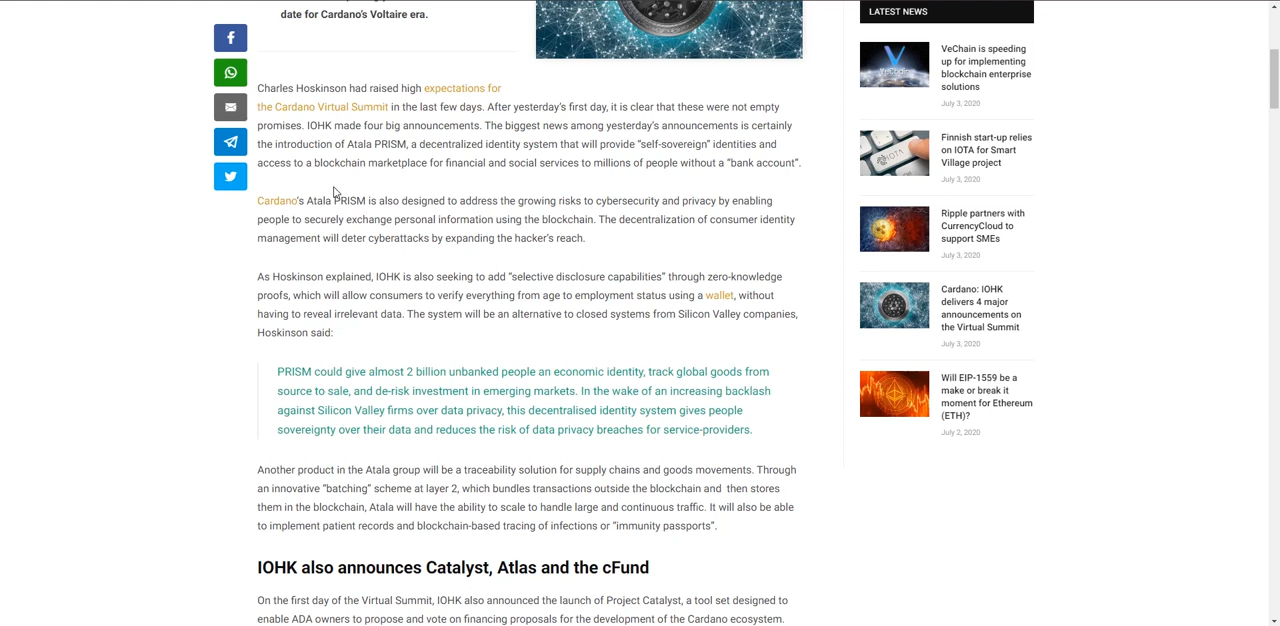 date for Cardano's Voltaire era.
Charles Hoskinson had raised high expectations for
the Cardano Virtual Summit in the last few days. After yesterday's first day, it is clear that these were not empty
promises. IOHK made four big announcements. The biggest news among yesterday's announcements is certainly
the introduction of Atala PRISM, a decentralized identity system that will provide "self-sovereign" identities and
access to a blockchain marketplace for financial and social services to millions of people without a "bank account".
Cardano's Atala PRISM is also designed to address the growing risks to cybersecurity and privacy by enabling
people to securely exchange personal information using the blockchain. The decentralization of consumer identity
management will deter cyberattacks by expanding the hacker's reach.
As Hoskinson explained, IOHK is also seeking to add "selective disclosure capabilities" through zero-knowledge
proofs, which will allow consumers to verify everything from age to employment status using a wallet, without
having to reveal irrelevant data. The system will be an alternative to closed systems from Silicon Valley companies,
Hoskinson said:
PRISM could give almost 2 billion unbanked people an economic identity, track global goods from
source to sale, and de-risk investment in emerging markets. In the wake of an increasing backlash
against Silicon Valley firms over data privacy, this decentralised identity system gives people
sovereignty over their data and reduces the risk of data privacy breaches for service-providers.
Another product in the Atala group will be a traceability solution for supply chains and goods movements. Through
an innovative "batching" scheme at layer 2, which bundles transactions outside the blockchain and then stores
them in the blockchain, Atala will have the ability to scale to handle large and continuous traffic. It will also be able
to implement patient records and blockchain-based tracing of infections or "immunity passports".
IOHK also announces Catalyst, Atlas and the cFund
On the first day of the Virtual Summit, IOHK also announced the launch of Project Catalyst, a tool set designed to
enable ADA owners to propose and vote on financing proposals for the development of the Cardano ecosystem.
LATEST NEWS
VeChain is speeding
up for implementing
blockchain enterprise
solutions
July 3, 2020
Finnish start-up relies
on IOTA for Smart
Village project
July 3, 2020
Ripple partners with
CurrencyCloud to
support SMEs
July 3, 2020
Cardano: IOHK
delivers 4 major
announcements on
the Virtual Summit
July 3, 2020
Will EIP-1559 be a
make or break it
moment for Ethereum
(ETH)?
July 2, 2020